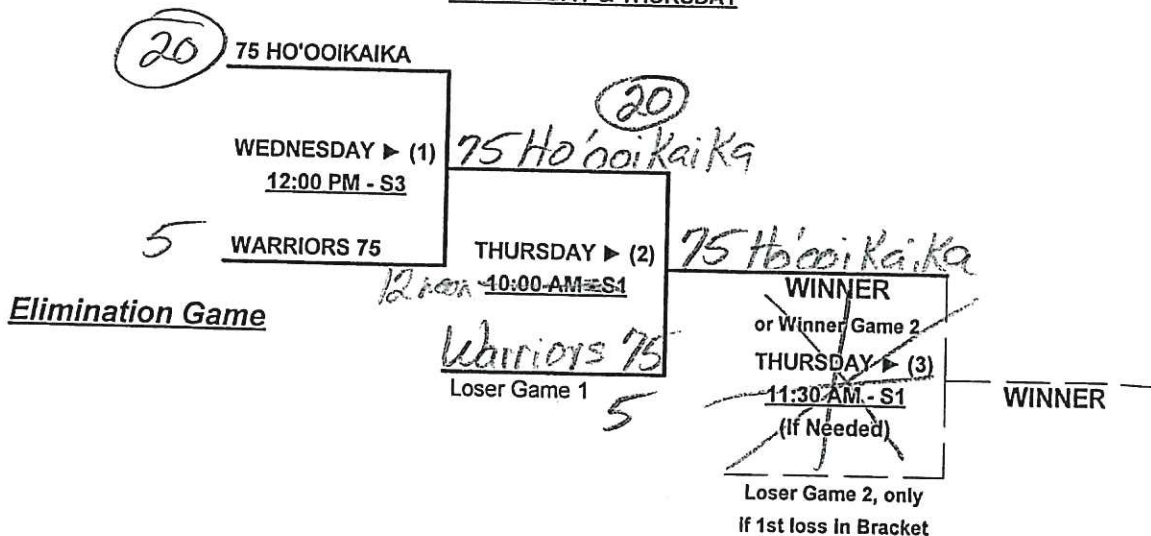 & THURSDAY
20
75 HO'OOIKAIKA
20
WEDNESDAY ► (1)
75 Ho'ooiKaiKa
12:00 PM - S3
5
WARRIORS 75
THURSDAY ► (2)
75 Ho'ooiKaiKa
12 noon
10:00 AM - S1
WINNER
Elimination Game
or Winner Game 2
Warriors 75
THURSDAY ► (3)
Loser Game 1
11:30 AM - S1
WINNER
5
(If Needed)
Loser Game 2, only
If 1st loss in Bracket